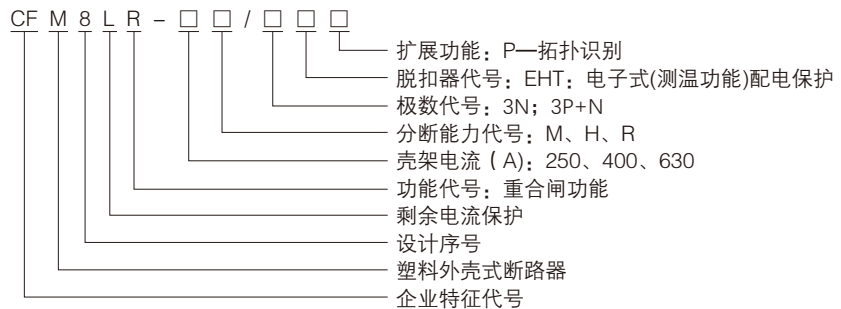 CF M 8 L R - □ □ / □ □ □
扩展功能：P—拓扑识别
脱扣器代号：EHT：电子式(测温功能)配电保护
极数代号：3N；3P+N
分断能力代号：M、H、R
壳架电流（A)：250、400、630
功能代号：重合闸功能
剩余电流保护
设计序号
塑料外壳式断路器
企业特征代号